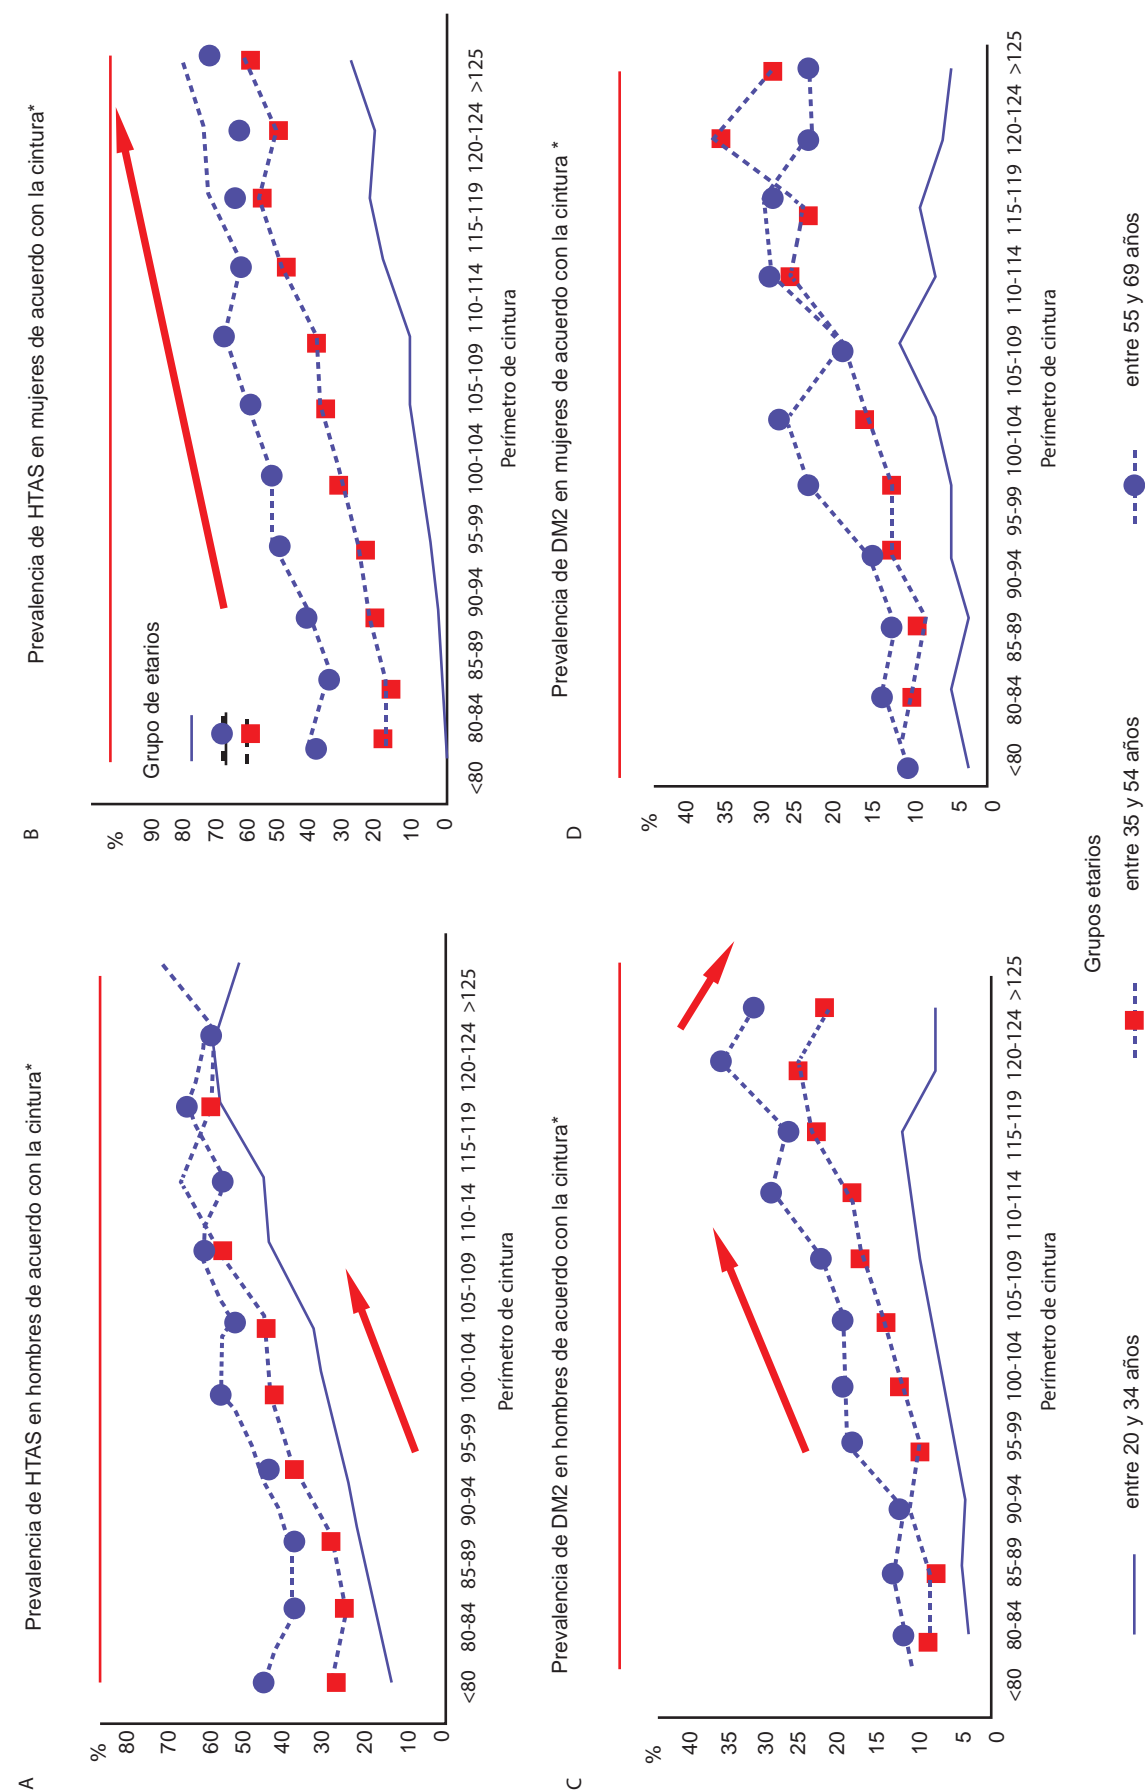 A
Prevalencia de HTAS en hombres de acuerdo con la cintura*
%
80
70
60
50
40
30
20
10
0
<80 80-84 85-89 90-94 95-99 100-104 105-109 110-14 115-119 120-124 >125
Perímetro de cintura
B
Prevalencia de HTAS en mujeres de acuerdo con la cintura*
%
90
80
70
60
50
40
30
20
10
0
Grupo de etarios
<80 80-84 85-89 90-94 95-99 100-104 105-109 110-114 115-119 120-124 >125
Perímetro de cintura
C
Prevalencia de DM2 en hombres de acuerdo con la cintura*
%
40
35
30
25
20
15
10
5
0
<80 80-84 85-89 90-94 95-99 100-104 105-109 110-114 115-119 120-124 >125
Perímetro de cintura
D
Prevalencia de DM2 en mujeres de acuerdo con la cintura *
%
40
35
30
25
20
15
10
5
0
<80 80-84 85-89 90-94 95-99 100-104 105-109 110-114 115-119 120-124 >125
Perímetro de cintura
Grupos etarios
entre 20 y 34 años entre 35 y 54 años entre 55 y 69 años